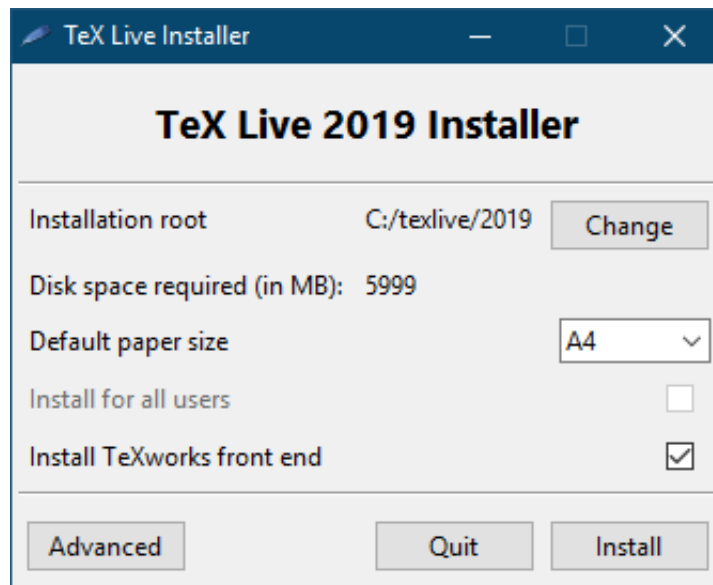 TeX Live Installer
TeX Live 2019 Installer
Installation root C:/texlive/2019 Change
Disk space required (in MB): 5999
Default paper size A4
Install for all users
Install TeXworks front end
Advanced Quit Install